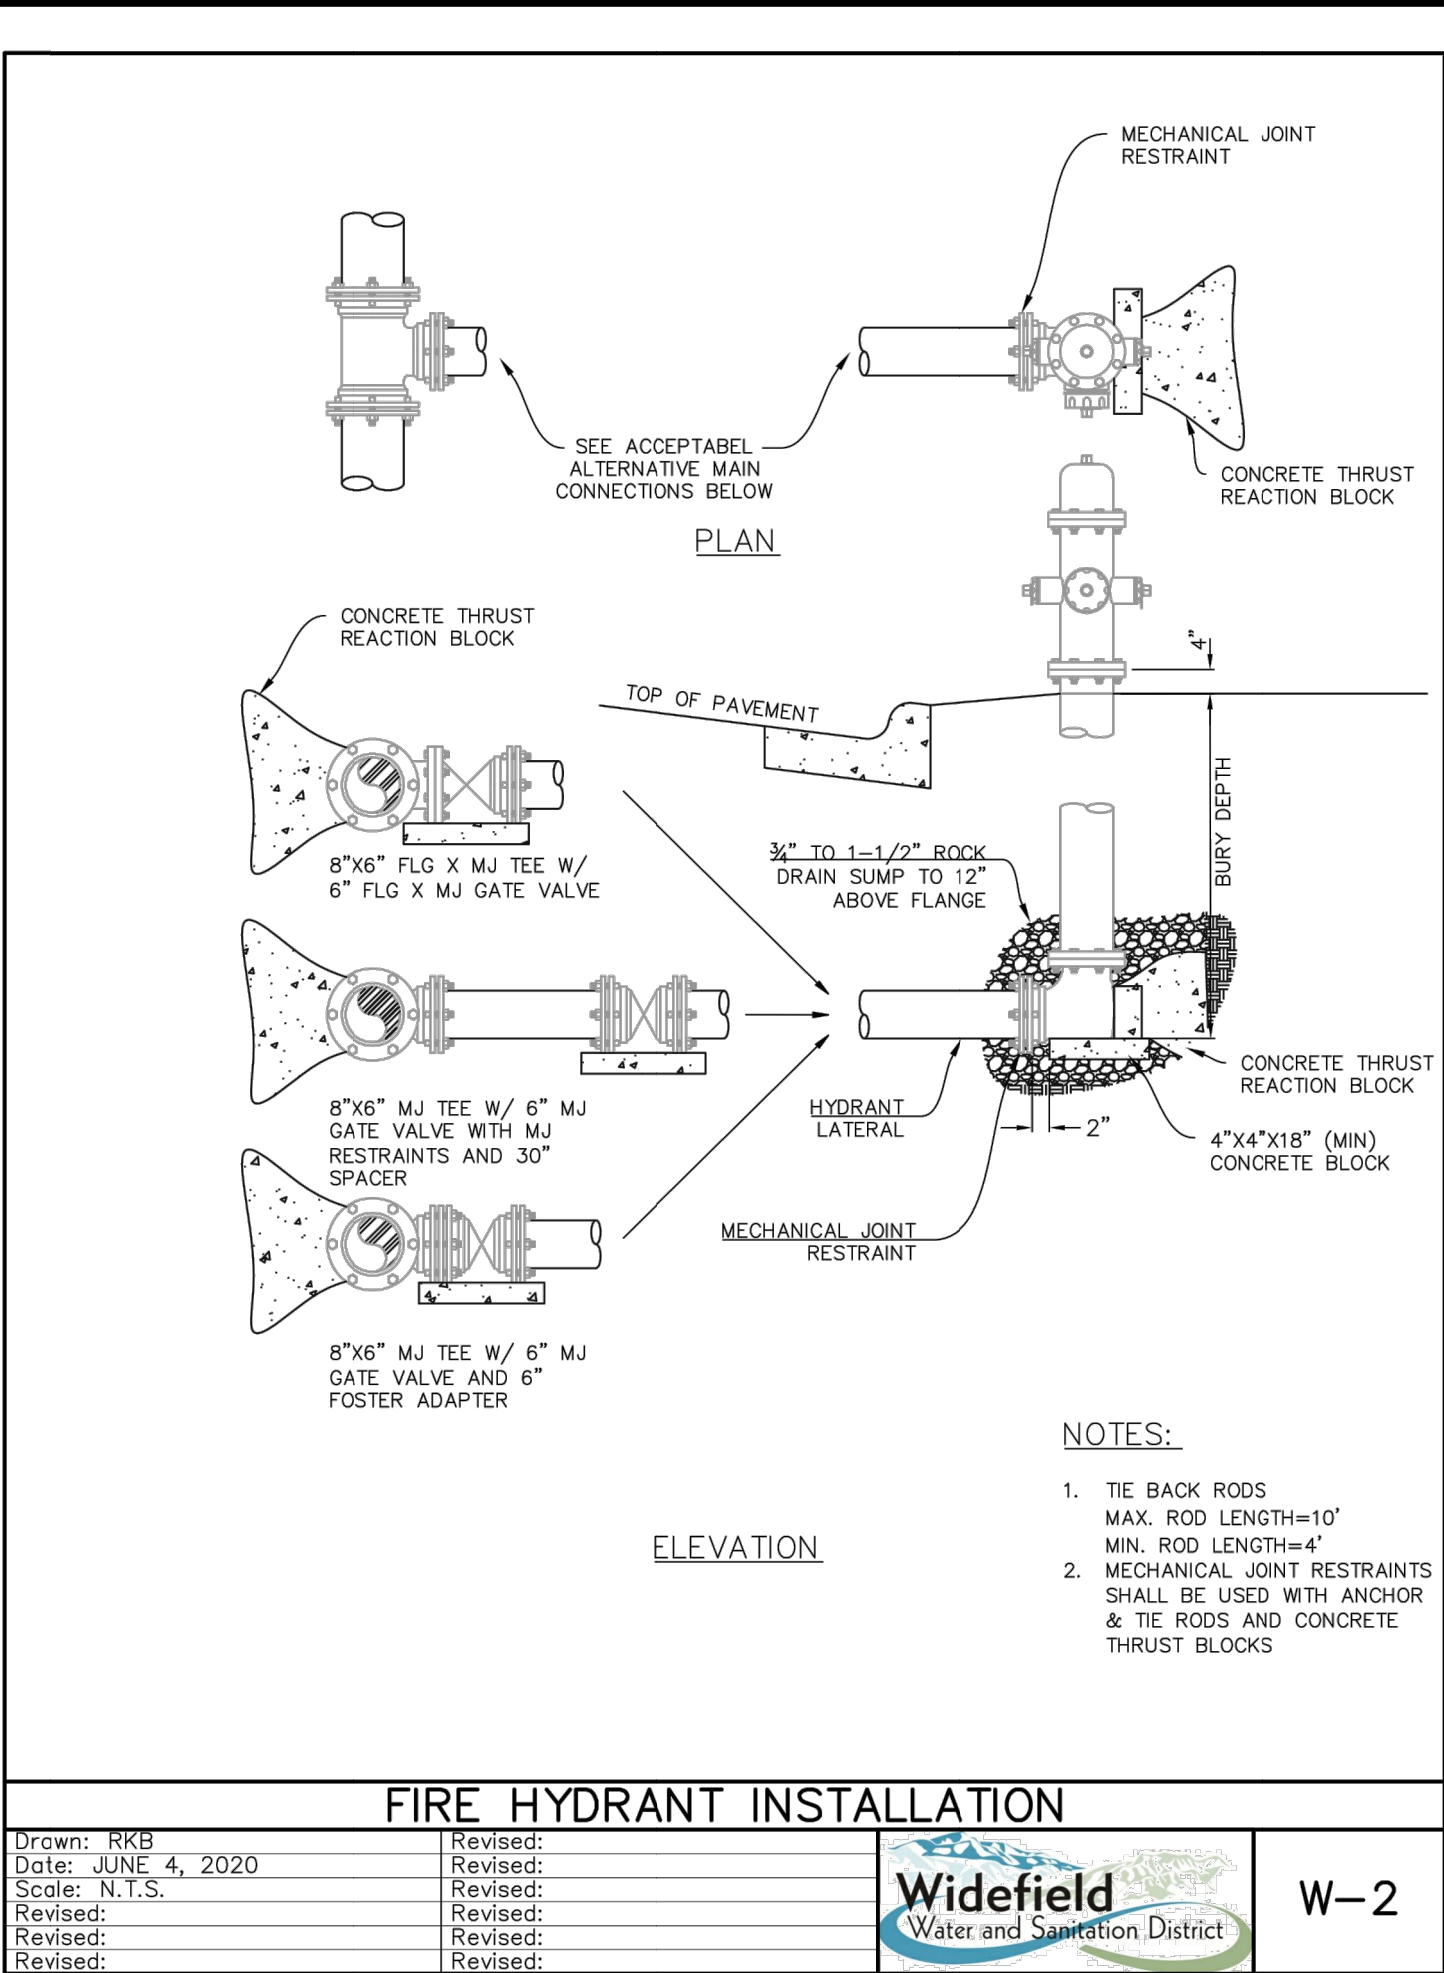 MECHANICAL JOINT
RESTRAINT
SEE ACCEPTABEL
ALTERNATIVE MAIN
CONNECTIONS BELOW
CONCRETE THRUST
REACTION BLOCK
PLAN
CONCRETE THRUST
REACTION BLOCK
4"
TOP OF PAVEMENT
BURY DEPTH
8"X6" FLG X MJ TEE W/
6" FLG X MJ GATE VALVE
¾" TO 1-1/2" ROCK
DRAIN SUMP TO 12"
ABOVE FLANGE
8"X6" MJ TEE W/ 6" MJ
GATE VALVE WITH MJ
RESTRAINTS AND 30"
SPACER
HYDRANT
LATERAL
2"
CONCRETE THRUST
REACTION BLOCK
4"X4"X18" (MIN)
CONCRETE BLOCK
MECHANICAL JOINT
RESTRAINT
8"X6" MJ TEE W/ 6" MJ
GATE VALVE AND 6"
FOSTER ADAPTER
ELEVATION
NOTES:
1. TIE BACK RODS
MAX. ROD LENGTH=10'
MIN. ROD LENGTH=4'
2. MECHANICAL JOINT RESTRAINTS
SHALL BE USED WITH ANCHOR
& TIE RODS AND CONCRETE
THRUST BLOCKS
FIRE HYDRANT INSTALLATION
Drawn: RKB
Date: JUNE 4, 2020
Scale: N.T.S.
Revised:
Revised:
Revised:
Revised:
Revised:
Revised:
Revised:
Revised:
Revised:
Widefield
Water and Sanitation District
W-2